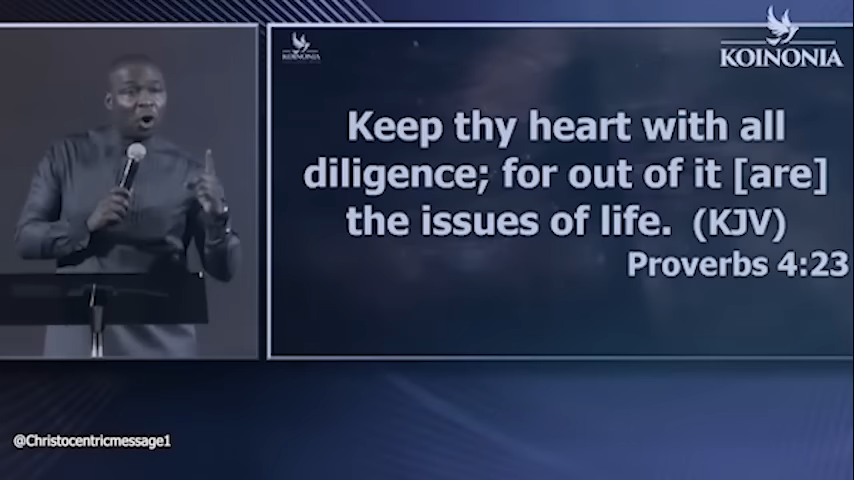 KOINONIA
KOINONIA
Keep thy heart with all
diligence; for out of it [are]
the issues of life. (KJV)
Proverbs 4:23
@Christocentricmessage1